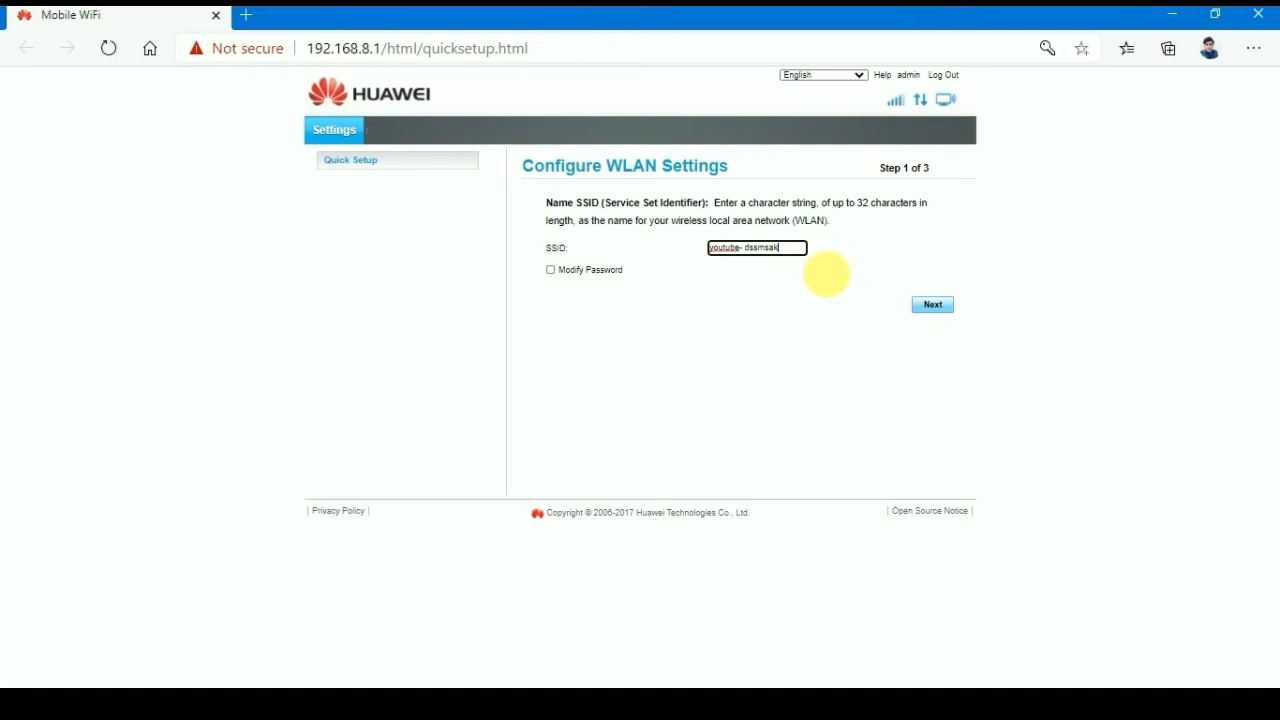 Mobile WiFi
Not secure 192.168.8.1/html/quicksetup.html
English Help admin Log Out
HUAWEI
Settings
Quick Setup
Configure WLAN Settings Step 1 of 3
Name SSID (Service Set Identifier): Enter a character string, of up to 32 characters in
length, as the name for your wireless local area network (WLAN).
SSID: youtube- dssmsak
Modify Password
Next
Privacy Policy Copyright © 2006-2017 Huawei Technologies Co., Ltd. Open Source Notice